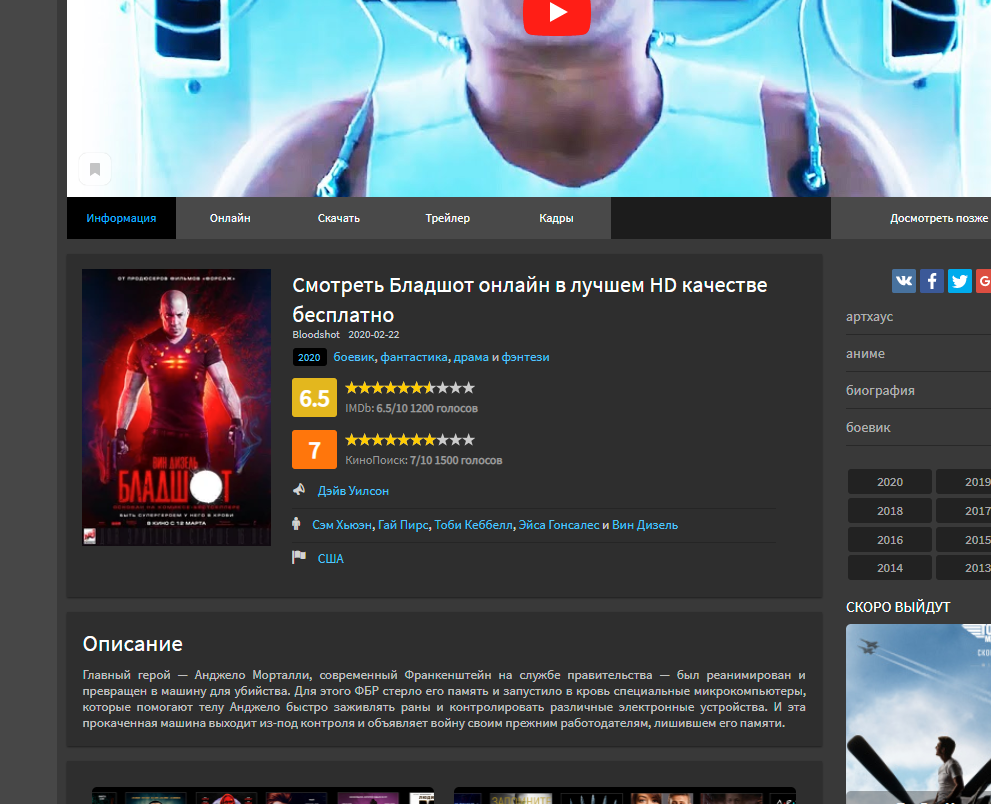 Информация Онлайн Скачать Трейлер Кадры Досмотреть позже
ОТ ПРОДЮСЕРОВ ФИЛЬМОВ «ФОРСАЖ»
ВИН ДИЗЕЛЬ
БЛАДШОТ
БЫТЬ СУПЕРГЕРОЕМ У НЕГО В КРОВИ
В КИНО С 12 МАРТА
Смотреть Бладшот онлайн в лучшем HD качестве
бесплатно
Bloodshot 2020-02-22
2020 боевик, фантастика, драма и фэнтези
6.5
IMDb: 6.5/10 1200 голосов
7
КиноПоиск: 7/10 1500 голосов
Дэйв Уилсон
Сэм Хьюэн, Гай Пирс, Тоби Кеббелл, Эйса Гонсалес и Вин Дизель
США
Описание
Главный герой — Анджело Морталли, современный Франкенштейн на службе правительства — был реанимирован и
превращен в машину для убийства. Для этого ФБР стерло его память и запустило в кровь специальные микрокомпьютеры,
которые помогают телу Анджело быстро заживлять раны и контролировать различные электронные устройства. И эта
прокаченная машина выходит из-под контроля и объявляет войну своим прежним работодателям, лишившем его памяти.
артхаус
аниме
биография
боевик
2020 2019
2018 2017
2016 2015
2014 2013
СКОРО ВЫЙДУТ